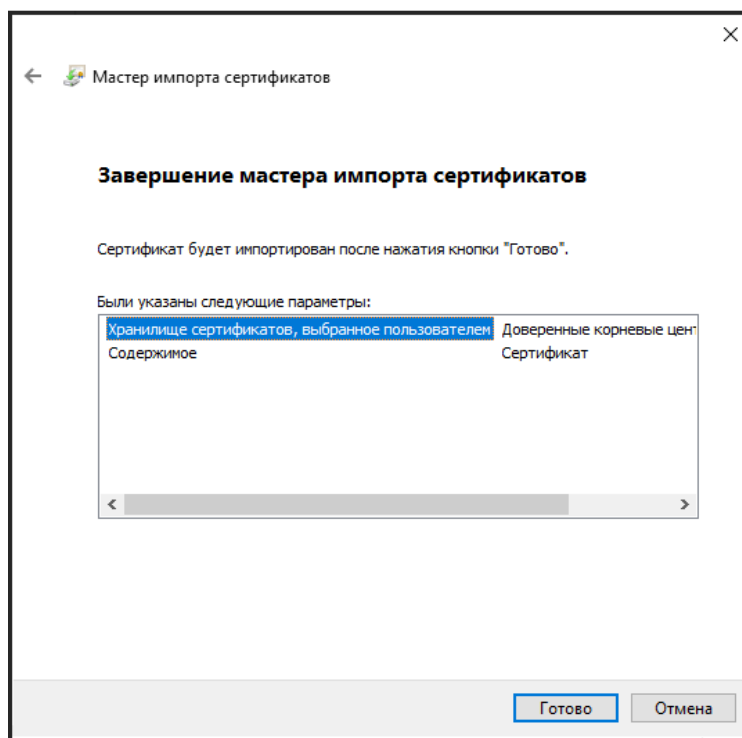 Мастер импорта сертификатов
Завершение мастера импорта сертификатов
Сертификат будет импортирован после нажатия кнопки "Готово".
Были указаны следующие параметры:
Хранилище сертификатов, выбранное пользователем Доверенные корневые цен
Содержимое Сертификат
Готово Отмена